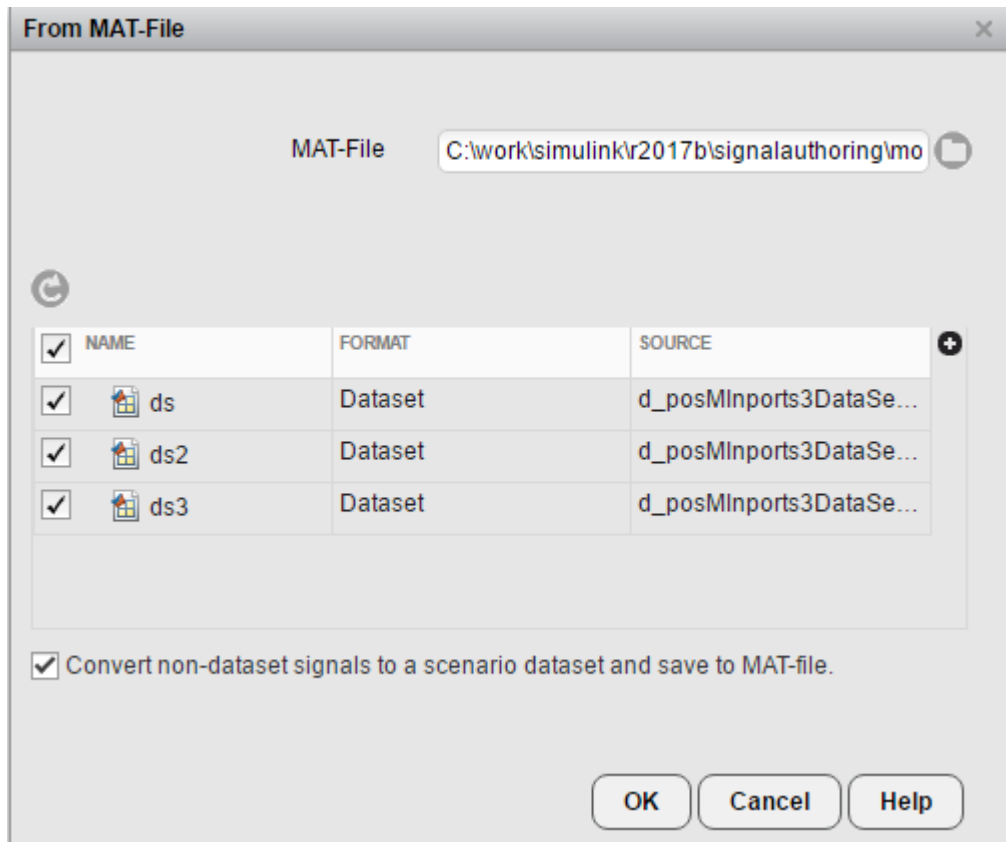 From MAT-File
MAT-File C:\work\simulink\r2017b\signalauthoring\mo
NAME FORMAT SOURCE
ds Dataset d_posMInports3DataSe...
ds2 Dataset d_posMInports3DataSe...
ds3 Dataset d_posMInports3DataSe...
Convert non-dataset signals to a scenario dataset and save to MAT-file.
OK Cancel Help